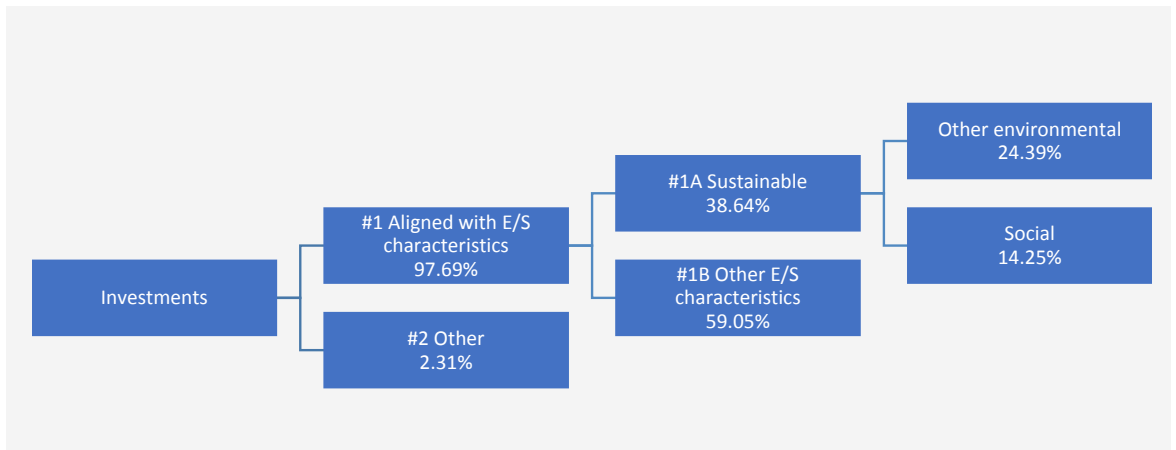 Investments
#1 Aligned with E/S
characteristics
97.69%
#2 Other
2.31%
#1A Sustainable
38.64%
#1B Other E/S
characteristics
59.05%
Other environmental
24.39%
Social
14.25%